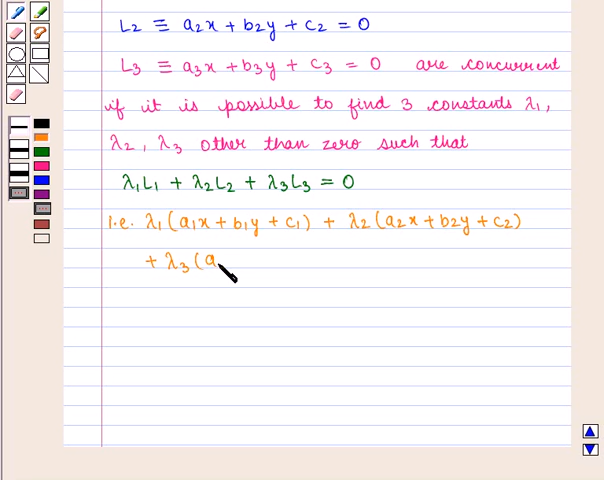 L2 ≡ a2x + b2y + c2 = 0
L3 ≡ a3x + b3y + c3 = 0 are concurrent
if it is possible to find 3 constants λ1,
λ2, λ3 other than zero such that
λ1L1 + λ2L2 + λ3L3 = 0
i.e. λ1(a1x + b1y + c1) + λ2(a2x + b2y + c2)
+ λ3(a